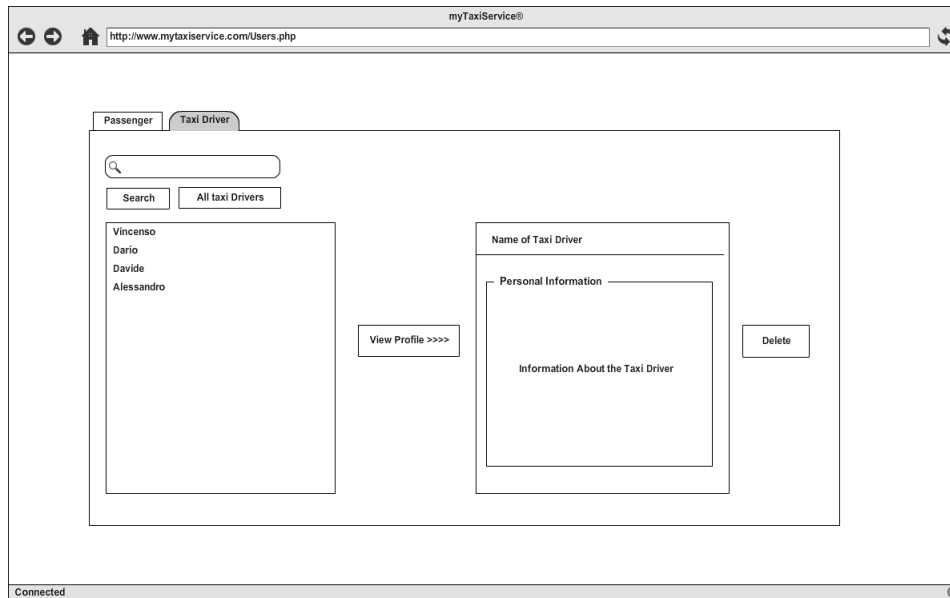 myTaxiService®
http://www.mytaxiservice.com/Users.php
Passenger
Taxi Driver
Search
All taxi Drivers
Vincenso
Dario
Davide
Alessandro
View Profile >>>>
Name of Taxi Driver
Personal Information
Information About the Taxi Driver
Delete
Connected